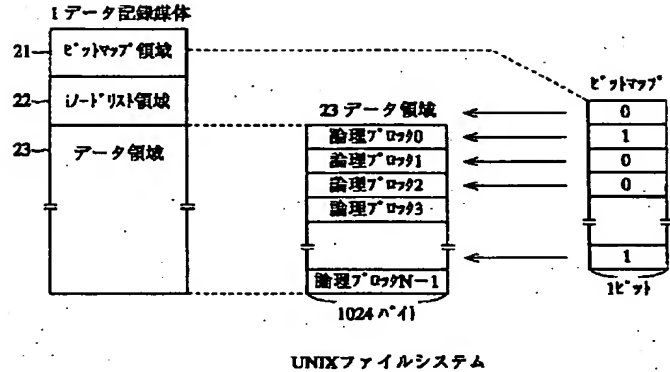 1 データ記録媒体
21 ビットマップ領域
22 iノードリスト領域
23 データ領域
23 データ領域
論理ブロック0
論理ブロック1
論理ブロック2
論理ブロック3
論理ブロックN-1
1024 バイト
ビットマップ
0
1
0
0
1
1ビット
UNIXファイルシステム